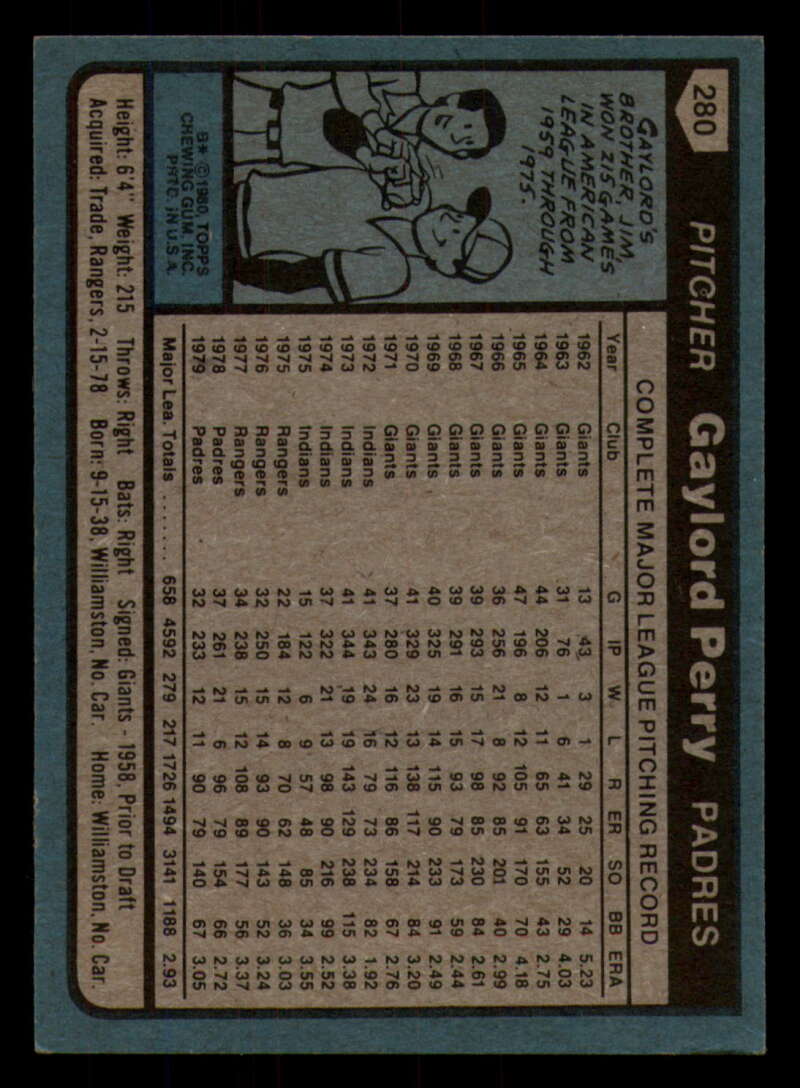 280 PITCHER Gaylord Perry PADRES
GAYLORD'S
BROTHER, JIM,
WON 215 GAMES
IN AMERICAN
LEAGUE FROM
1959 THROUGH
1975.
B* © 1980 TOPPS
CHEWING GUM, INC.
PRTD. IN U.S.A.
COMPLETE MAJOR LEAGUE PITCHING RECORD
Year Club G IP W L R ER SO BB ERA
1962 Giants 13 43 3 1 29 25 20 14 5.23
1963 Giants 31 76 1 6 41 34 52 29 4.03
1964 Giants 44 206 12 11 65 63 155 43 2.75
1965 Giants 47 196 8 12 105 91 170 70 4.18
1966 Giants 36 256 21 8 92 85 201 40 2.99
1967 Giants 39 293 15 17 98 85 230 84 2.61
1968 Giants 39 291 16 15 93 79 173 59 2.44
1969 Giants 40 325 19 14 115 90 233 91 2.49
1970 Giants 41 329 23 13 138 117 214 84 3.20
1971 Giants 37 280 16 12 116 86 158 67 2.76
1972 Indians 41 343 24 16 79 73 234 82 1.92
1973 Indians 41 344 19 19 143 129 238 115 3.38
1974 Indians 37 322 21 13 98 90 216 99 2.52
1975 Indians 15 122 6 9 57 48 85 34 3.55
1975 Rangers 22 184 12 8 70 62 148 36 3.03
1976 Rangers 32 250 15 14 93 90 143 52 3.24
1977 Rangers 34 238 15 12 108 89 177 56 3.37
1978 Padres 37 261 21 6 96 79 154 66 2.72
1979 Padres 32 233 12 11 90 79 140 67 3.05
Major Lea. Totals ........ 658 4592 279 217 1726 1494 3141 1188 2.93
Height: 6'4" Weight: 215 Throws: Right Bats: Right Signed: Giants - 1958, Prior to Draft
Acquired: Trade, Rangers, 2-15-78 Born: 9-15-38, Williamston, No. Car. Home: Williamston, No. Car.